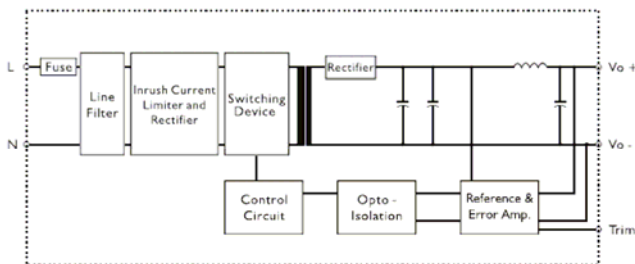 L
Fuse
Line
Filter
Inrush Current
Limiter and
Rectifier
Switching
Device
Rectifier
Vo +
N
Vo -
Control
Circuit
Opto -
Isolation
Reference &
Error Amp.
Trim